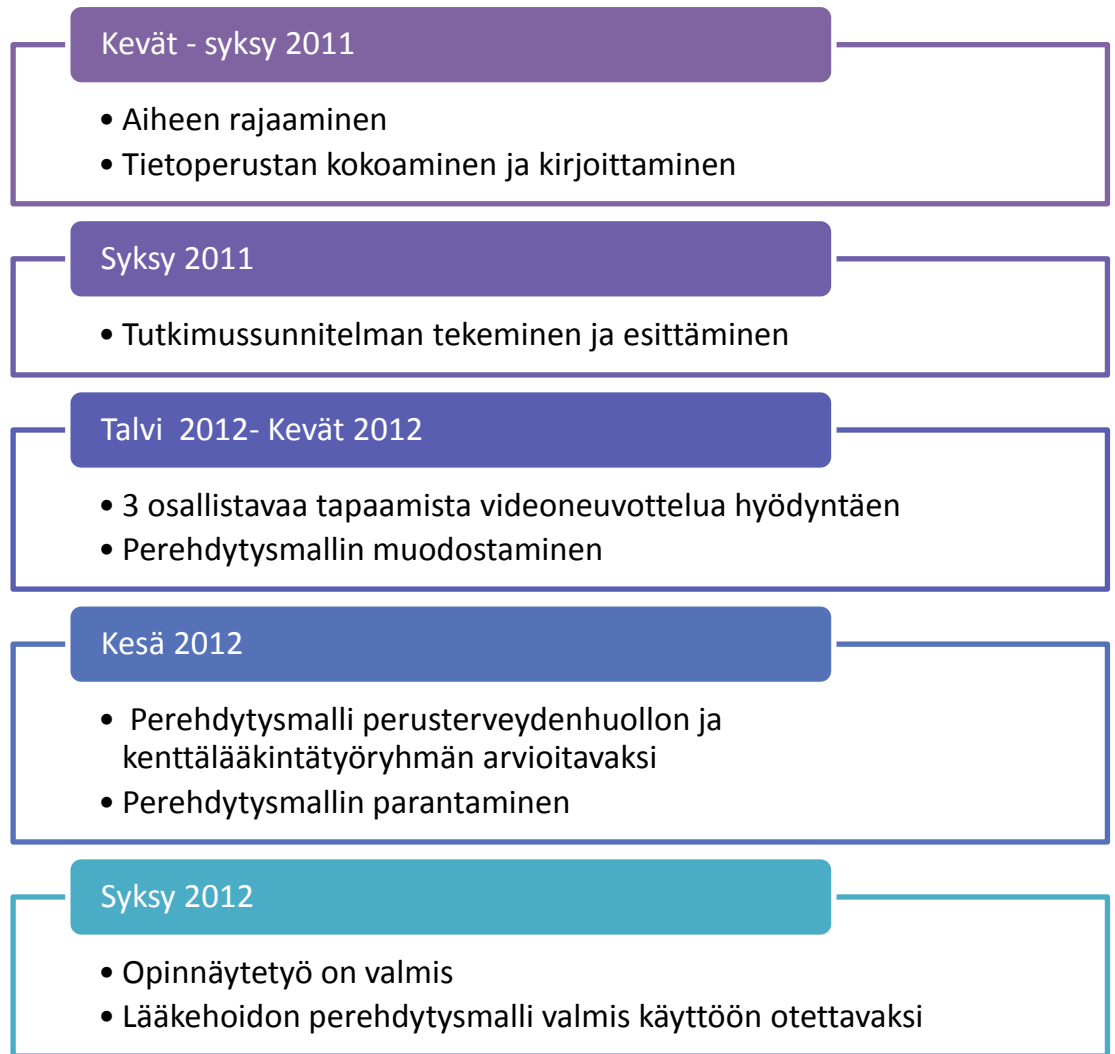 Kevät - syksy 2011
• Aiheen rajaaminen
• Tietoperustan kokoaminen ja kirjoittaminen
Syksy 2011
• Tutkimussunnitelman tekeminen ja esittäminen
Talvi  2012- Kevät 2012
• 3 osallistavaa tapaamista videoneuvottelua hyödyntäen
• Perehdytysmallin muodostaminen
Kesä 2012
• Perehdytysmalli perusterveydenhuollon ja
kenttälääkintätyöryhmän arvioitavaksi
• Perehdytysmallin parantaminen
Syksy 2012
• Opinnäytetyö on valmis
• Lääkehoidon perehdytysmalli valmis käyttöön otettavaksi